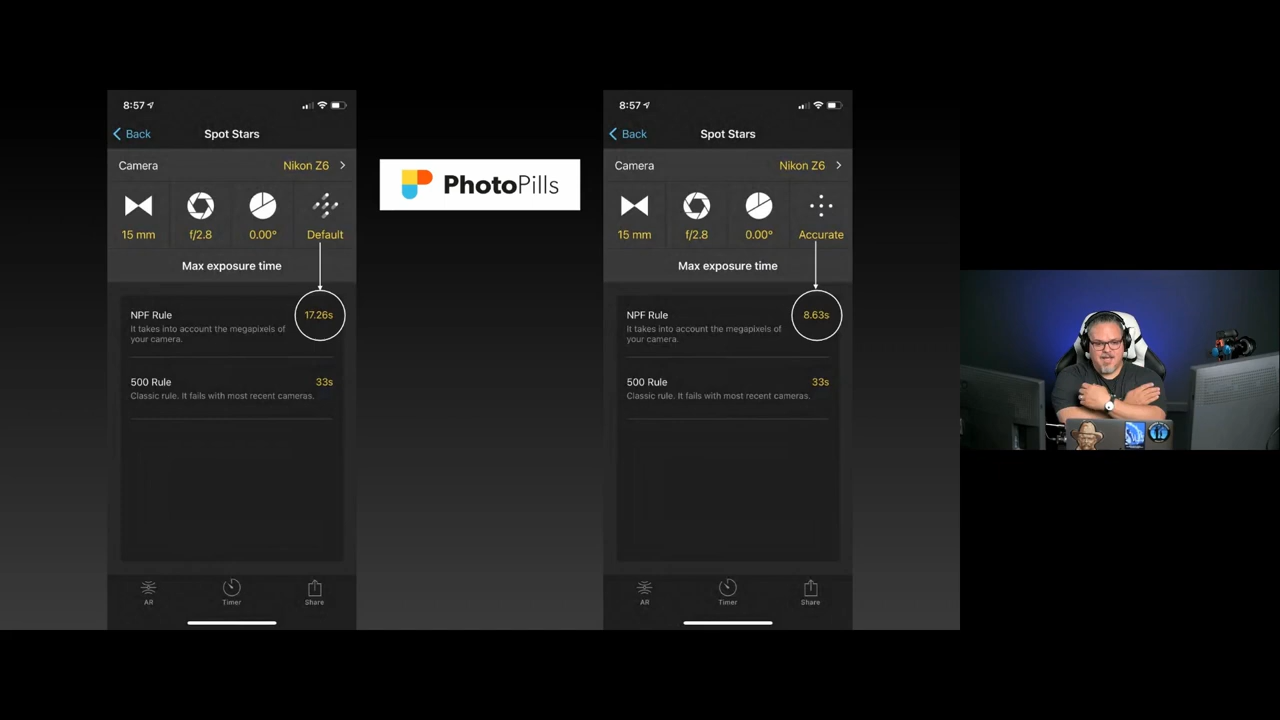 8:57
Back
Spot Stars
Camera
Nikon Z6
15 mm
f/2.8
0.00°
Default
Max exposure time
NPF Rule
17.26s
It takes into account the megapixels of
your camera.
500 Rule
33s
Classic rule. It fails with most recent cameras.
AR
Timer
Share
PhotoPills
8:57
Back
Spot Stars
Camera
Nikon Z6
15 mm
f/2.8
0.00°
Accurate
Max exposure time
NPF Rule
8.63s
It takes into account the megapixels of
your camera.
500 Rule
33s
Classic rule. It fails with most recent cameras.
AR
Timer
Share